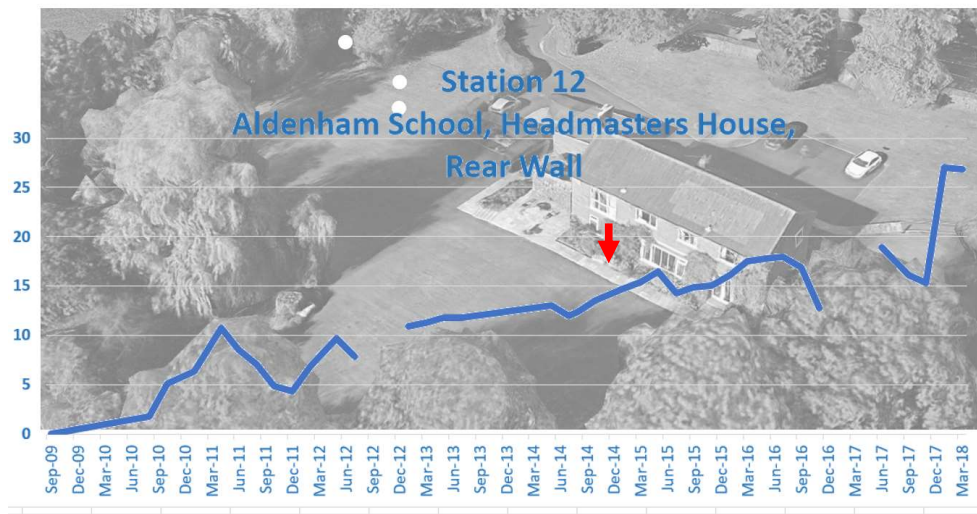 Station 12
Aldenham School, Headmasters House,
Rear Wall
30
25
20
15
10
5
0
Sep-09
Dec-09
Mar-10
Jun-10
Sep-10
Dec-10
Mar-11
Jun-11
Sep-11
Dec-11
Mar-12
Jun-12
Sep-12
Dec-12
Mar-13
Jun-13
Sep-13
Dec-13
Mar-14
Jun-14
Sep-14
Dec-14
Mar-15
Jun-15
Sep-15
Dec-15
Mar-16
Jun-16
Sep-16
Dec-16
Mar-17
Jun-17
Sep-17
Dec-17
Mar-18